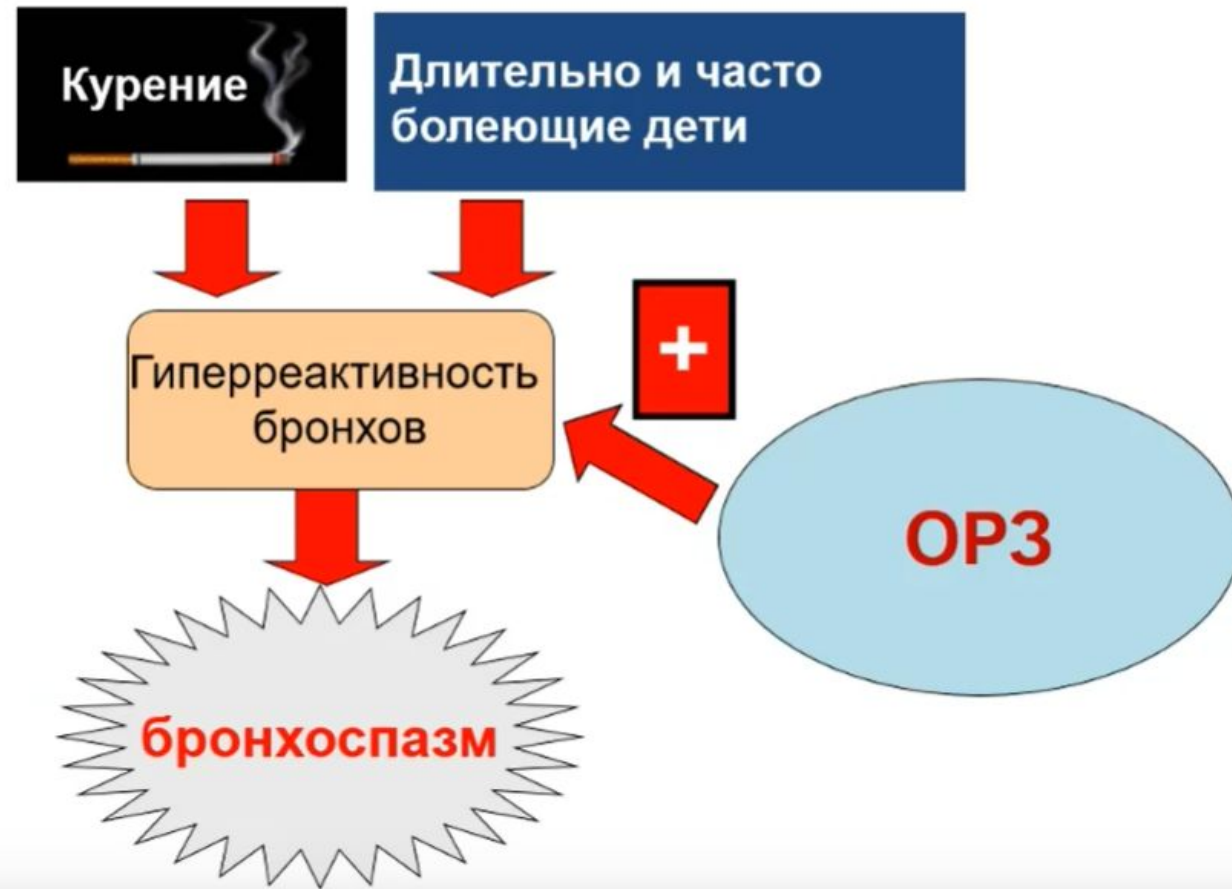 Курение
Длительно и часто
болеющие дети
+
Гиперреактивность
бронхов
ОРЗ
бронхоспазм